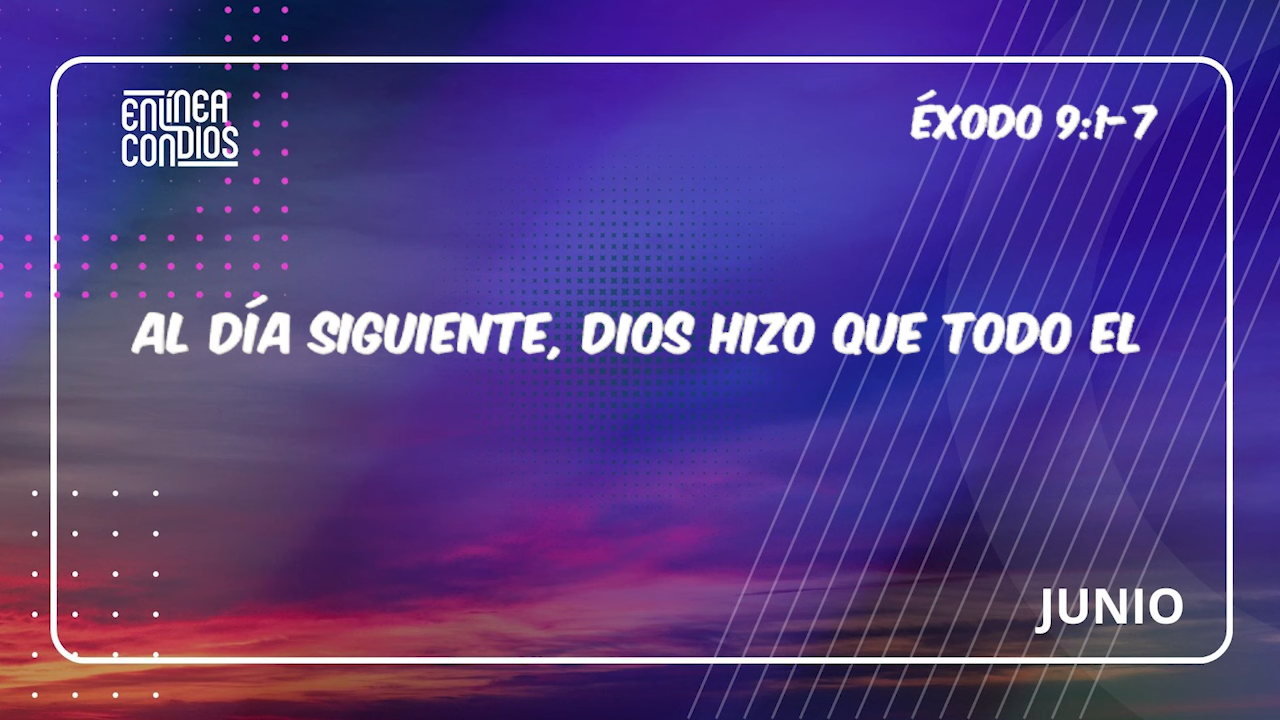 ENLÍNEA
CONDIOS
ÉXODO 9:1-7
AL DÍA SIGUIENTE, DIOS HIZO QUE TODO EL
JUNIO